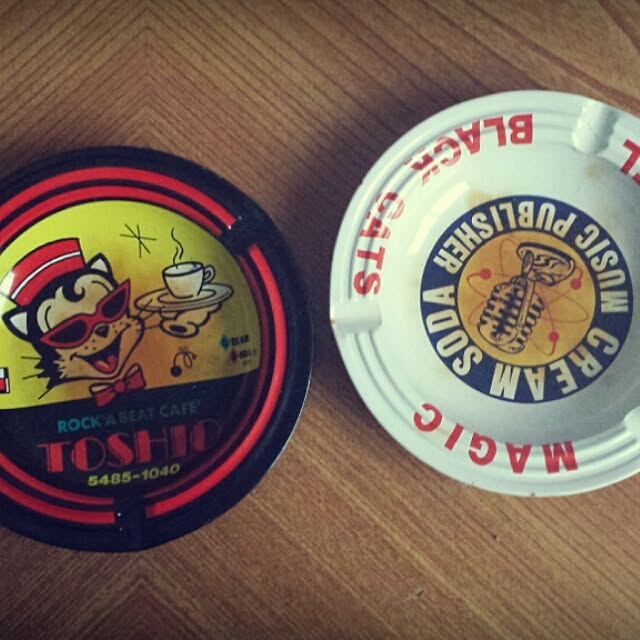 ROCK'A BEAT CAFE'
TOSHIO
5485-1040
BLACK CATS
MAGIC
CREAM SODA
MUSIC PUBLISHER